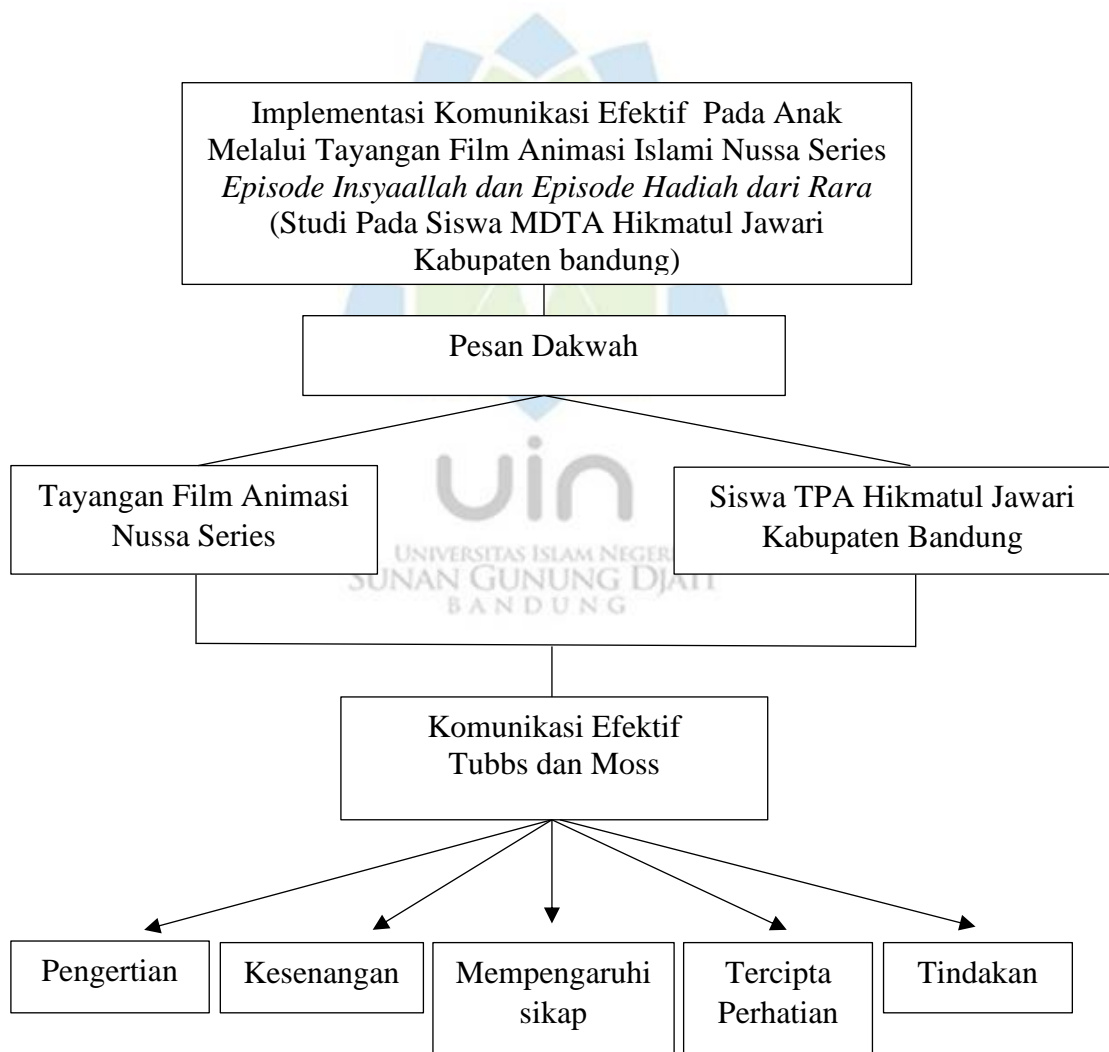 Implementasi Komunikasi Efektif Pada Anak
Melalui Tayangan Film Animasi Islami Nussa Series
Episode Insyaallah dan Episode Hadiah dari Rara
(Studi Pada Siswa MDTA Hikmatul Jawari
Kabupaten bandung)
Pesan Dakwah
Tayangan Film Animasi
Nussa Series
uin
UNIVERSITAS ISLAM NEGERI
SUNAN GUNUNG DJATI
BANDUNG
Siswa TPA Hikmatul Jawari
Kabupaten Bandung
Komunikasi Efektif
Tubbs dan Moss
Pengertian
Kesenangan
Mempengaruhi
sikap
Tercipta
Perhatian
Tindakan